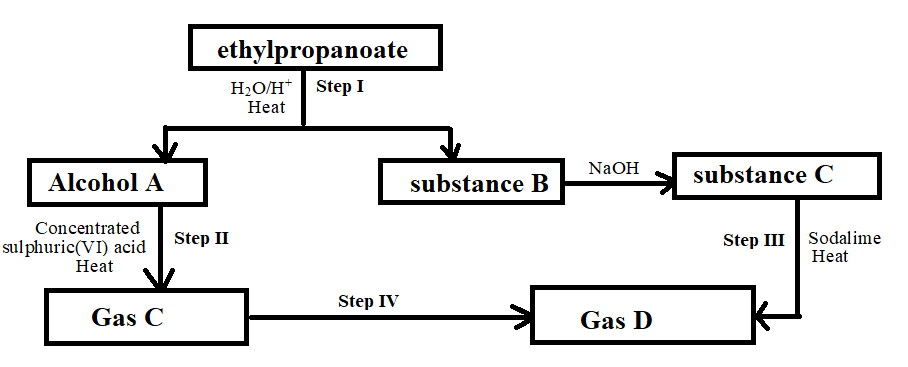 ethylpropanoate
H₂O/H⁺ Step I
Heat
Alcohol A
substance B
NaOH
substance C
Concentrated
sulphuric(VI) acid
Heat
Step II
Step III
Sodalime
Heat
Gas C
Step IV
Gas D